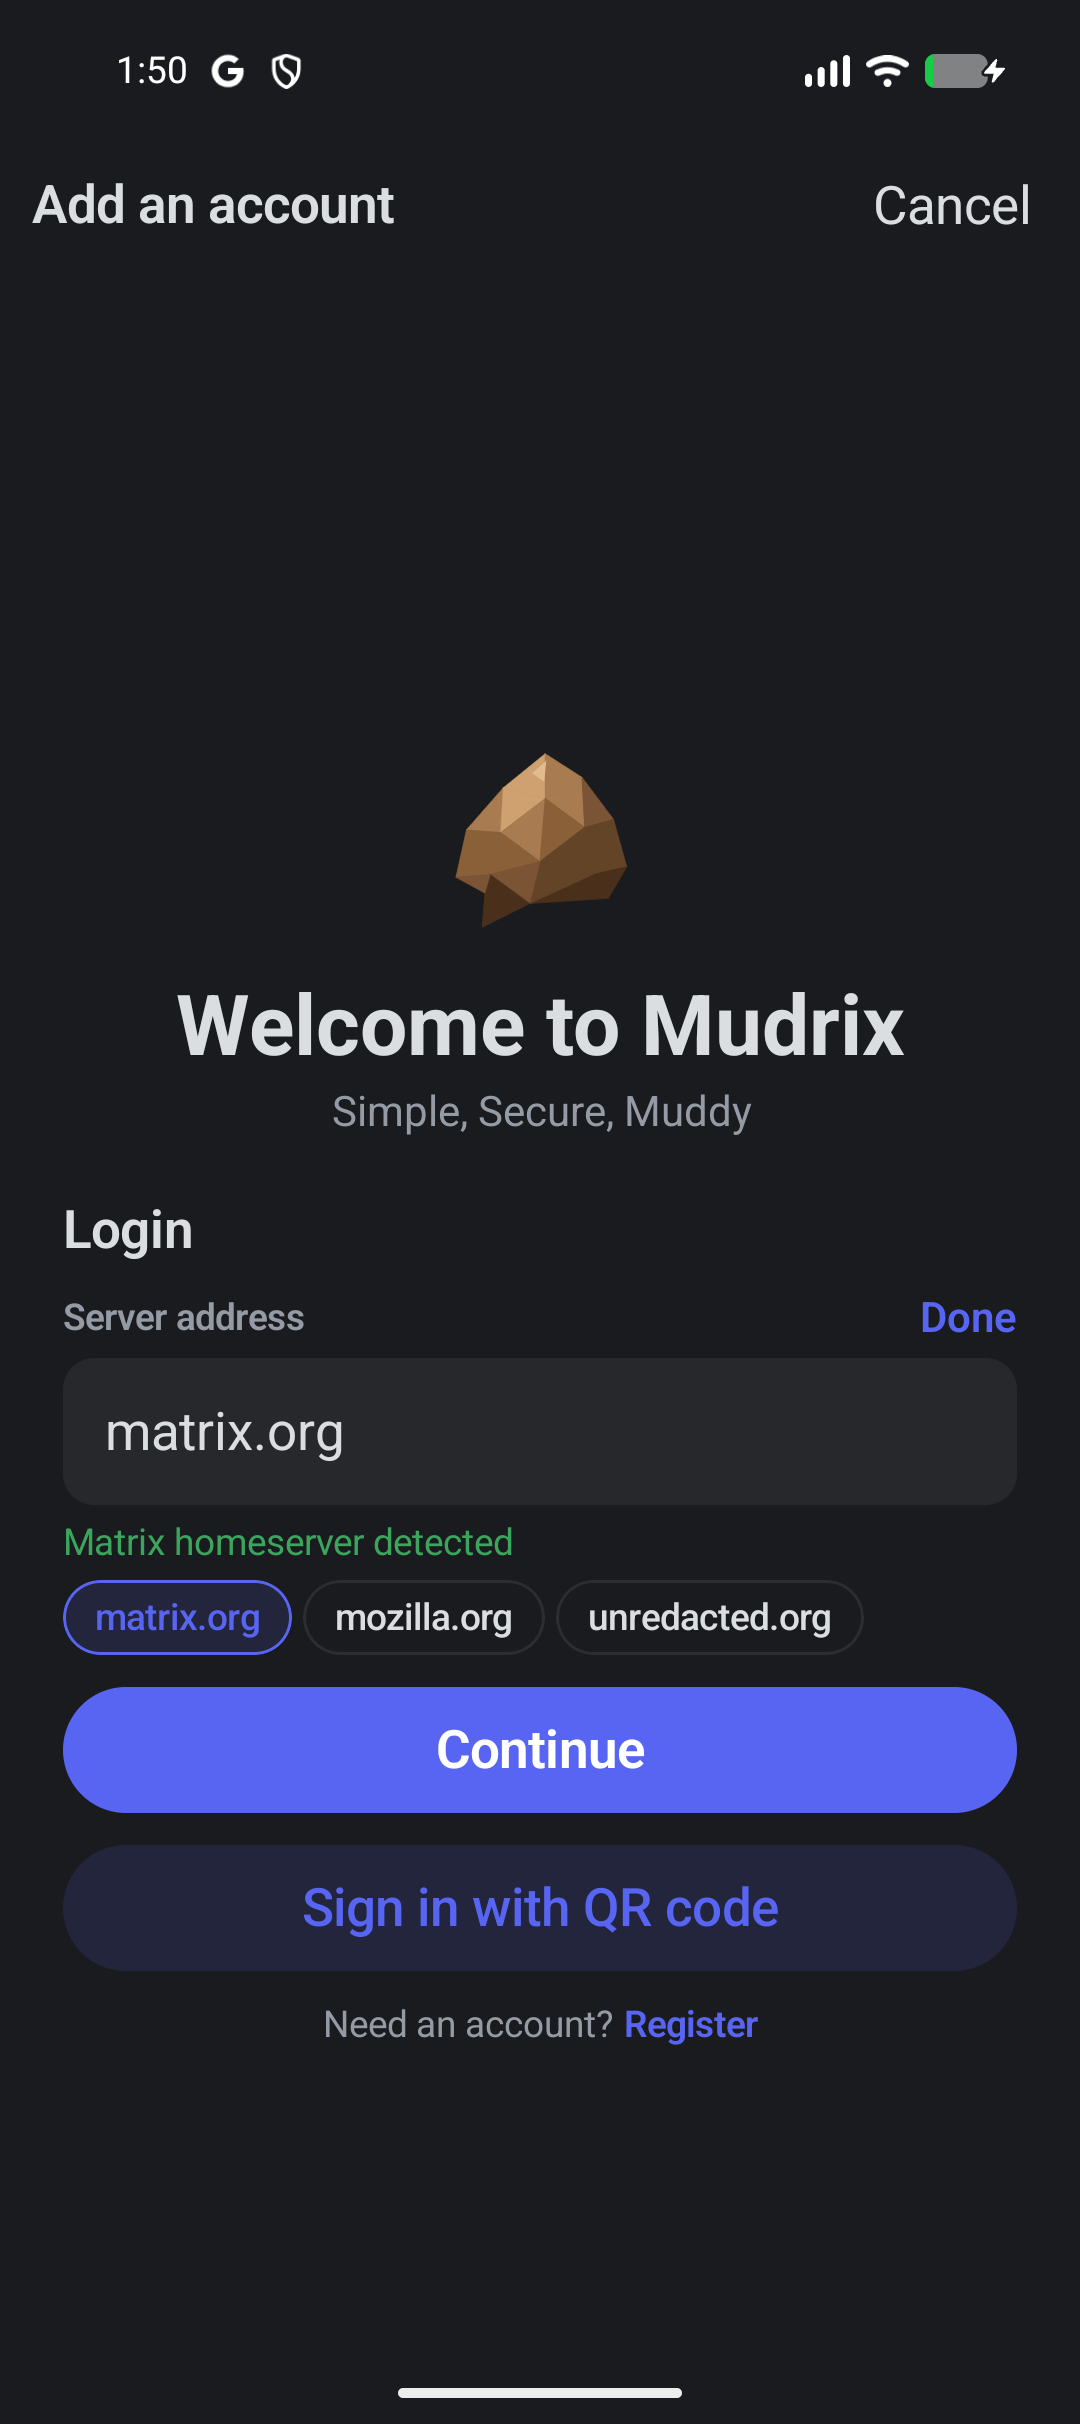 1:50
Add an account
Cancel
Welcome to Mudrix
Simple, Secure, Muddy
Login
Server address
Done
matrix.org
Matrix homeserver detected
matrix.org mozilla.org unredacted.org
Continue
Sign in with QR code
Need an account? Register